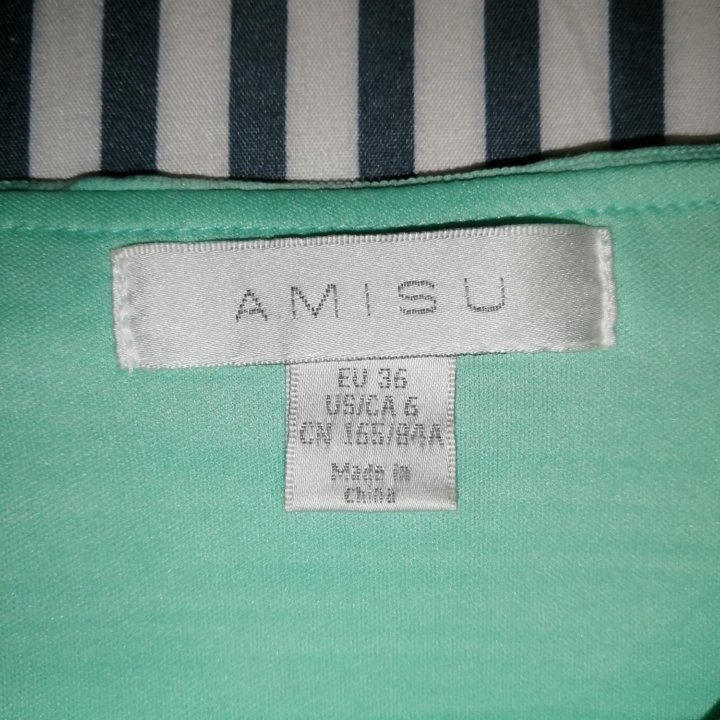 AMISU
EU 36
US/CA 6
CN 165/84A
Made in
China